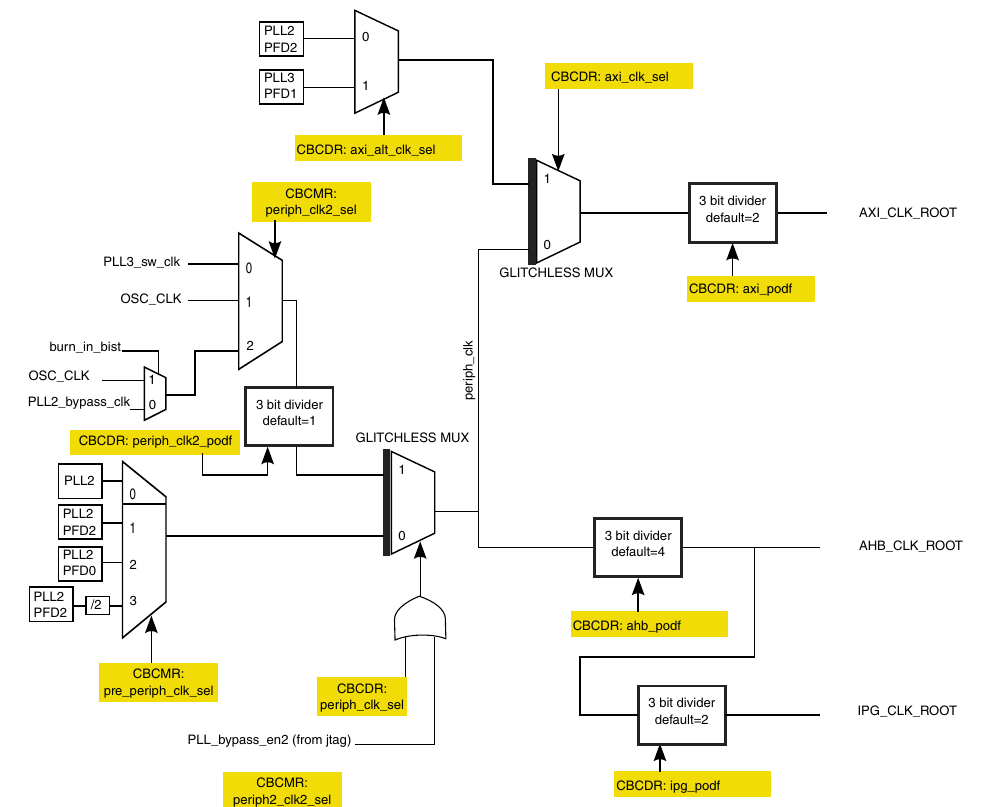 PLL2
PFD2
0
PLL3
PFD1
1
CBCDR: axi_alt_clk_sel
CBCDR: axi_clk_sel
1
0
GLITCHLESS MUX
3 bit divider
default=2
AXI_CLK_ROOT
CBCDR: axi_podf
CBCMR:
periph_clk2_sel
PLL3_sw_clk
0
OSC_CLK
1
2
burn_in_bist
OSC_CLK
1
PLL2_bypass_clk
0
3 bit divider
default=1
CBCDR: periph_clk2_podf
periph_clk
GLITCHLESS MUX
1
0
PLL2
0
PLL2
PFD2
1
PLL2
PFD0
2
PLL2
PFD2
/2
3
CBCMR:
pre_periph_clk_sel
CBCDR:
periph_clk_sel
PLL_bypass_en2 (from jtag)
CBCMR:
periph2_clk2_sel
3 bit divider
default=4
AHB_CLK_ROOT
CBCDR: ahb_podf
3 bit divider
default=2
IPG_CLK_ROOT
CBCDR: ipg_podf